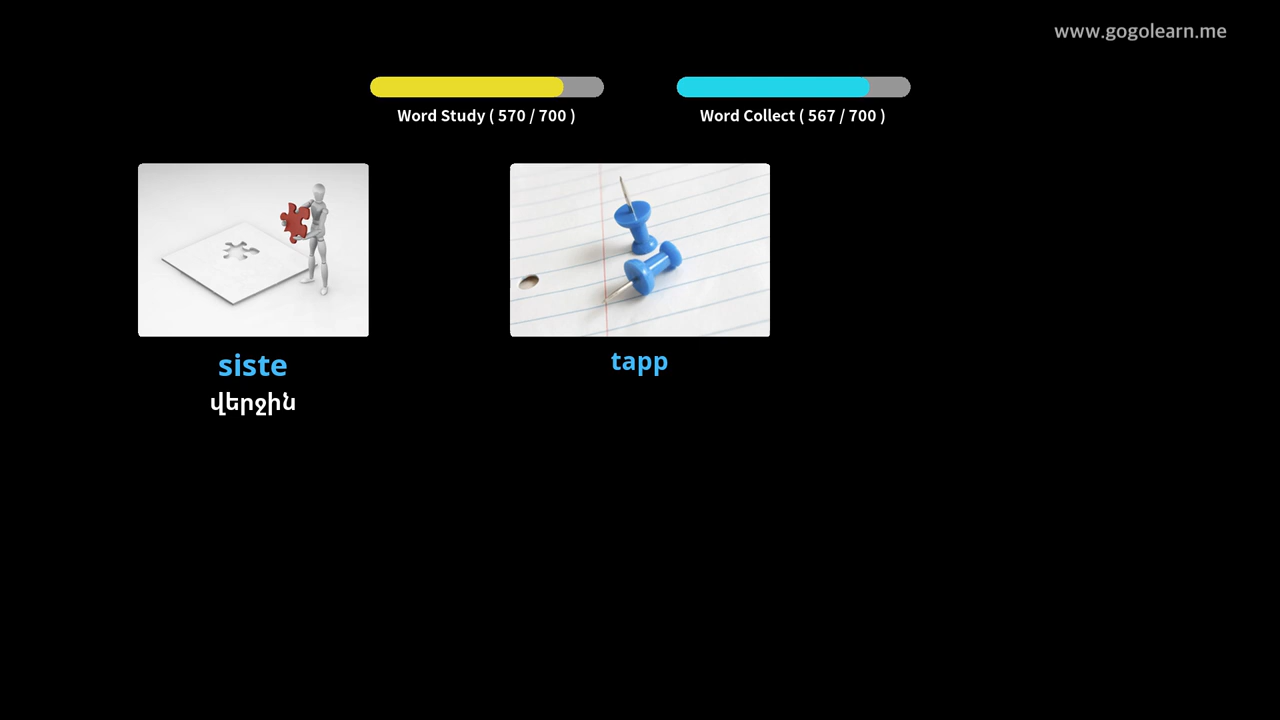 www.gogolearn.me
Word Study ( 570 / 700 )
Word Collect ( 567 / 700 )
siste
վերջին
tapp